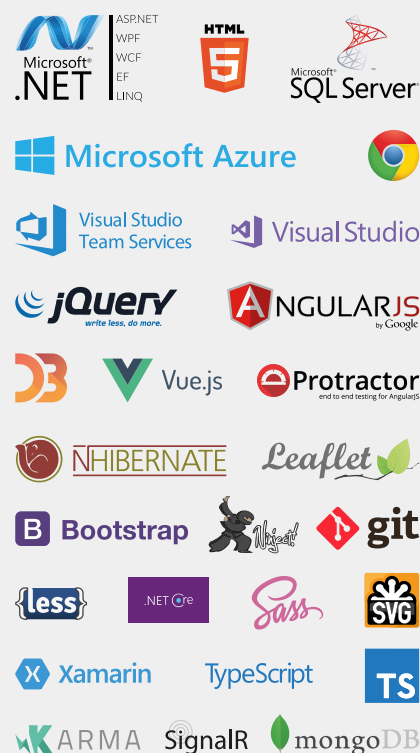 Microsoft®
.NET
ASP.NET
WPF
WCF
EF
LINQ
HTML
5
Microsoft®
SQL Server®
Microsoft Azure
Visual Studio
Team Services
Visual Studio
jQuery
write less, do more.
ANGULARJS
by Google
D3
Vue.js
Protractor
end to end testing for AngularJS
NHIBERNATE
Leaflet
B Bootstrap
Ninject!
git
{less}
.NET Core
Sass
SVG
Xamarin
TypeScript
TS
KARMA
SignalR
mongoDB